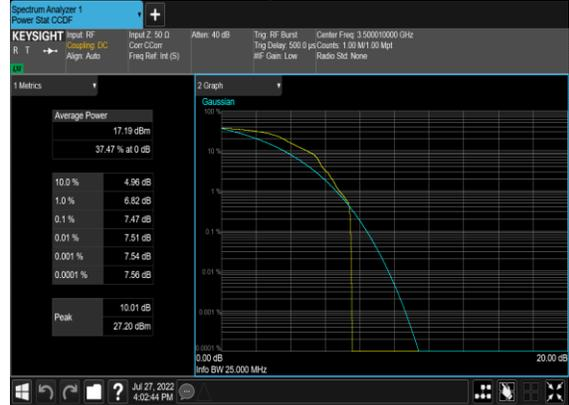 Spectrum Analyzer 1
Power Stat CCDF
+
KEYSIGHT
R T
LXI
Input: RF
Coupling: DC
Align: Auto
Input Z: 50 Ω
Corr CCorr
Freq Ref: Int (S)
Atten: 40 dB
Trig: RF Burst
Trig Delay: 500.0 µs
#IF Gain: Low
Center Freq: 3.500010000 GHz
Counts: 1.00 M/1.00 Mpt
Radio Std: None
1 Metrics
Average Power
17.19 dBm
37.47 % at 0 dB
10.0 % 4.96 dB
1.0 % 6.82 dB
0.1 % 7.47 dB
0.01 % 7.51 dB
0.001 % 7.54 dB
0.0001 % 7.56 dB
Peak
10.01 dB
27.20 dBm
2 Graph
Gaussian
100 %
10 %
1 %
0.1 %
0.01 %
0.001 %
0.0001 %
0.00 dB 20.00 dB
Info BW 25.000 MHz
?
Jul 27, 2022
4:02:44 PM